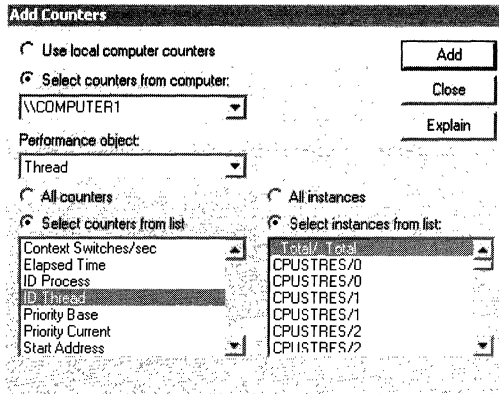 Add Counters
Use local computer counters
Select counters from computer:
\\COMPUTER1
Add
Close
Explain
Performance object:
Thread
All counters
Select counters from list
Context Switches/sec
Elapsed Time
ID Process
ID Thread
Priority Base
Priority Current
Start Address
All instances
Select instances from list:
_Total/_Total
CPUSTRES/0
CPUSTRES/0
CPUSTRES/1
CPUSTRES/1
CPUSTRES/2
CPUSTRES/2